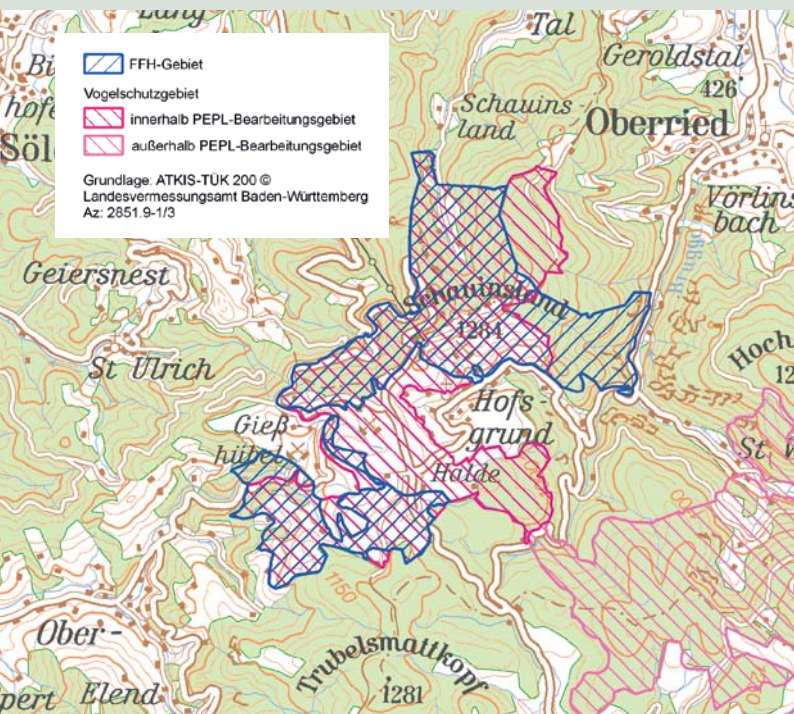 Tal
Geroldstal
426
FFH-Gebiet
Vogelschutzgebiet
innerhalb PEPL-Bearbeitungsgebiet
außerhalb PEPL-Bearbeitungsgebiet
Grundlage: ATKIS-TÜK 200 ©
Landesvermessungsamt Baden-Württemberg
Az: 2851.9-1/3
Schauins-
land
Oberried
Geiersnest
Schauinsland
1284
St Ulrich
Hofs-
grund
Gieß-
hübel
Halde
1150
Ober-
Trubelsmattkopf
1281
Elend